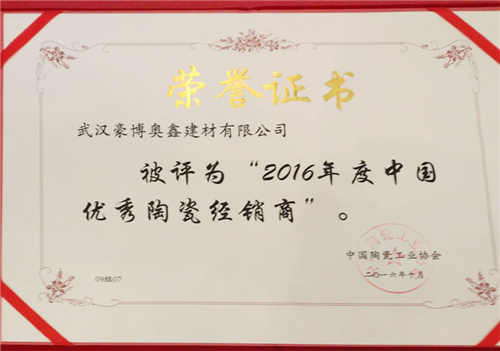 荣誉证书
武汉豪博奥鑫建材有限公司
被评为“2016年度中国
优秀陶瓷经销商”。
中国陶瓷工业协会
二〇一六年十月